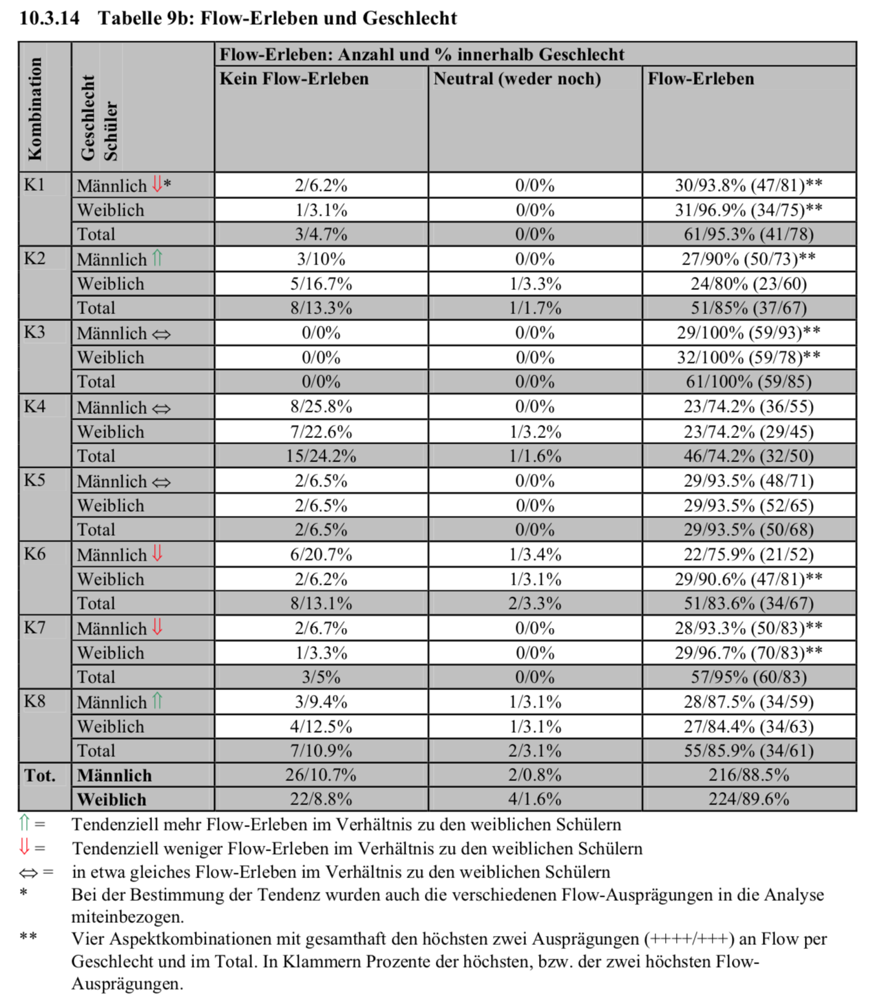 10.3.14 Tabelle 9b: Flow-Erleben und Geschlecht
Kombination
Geschlecht
Schüler
Flow-Erleben: Anzahl und % innerhalb Geschlecht
Kein Flow-Erleben Neutral (weder noch) Flow-Erleben
K1 Männlich ⇓* 2/6.2% 0/0% 30/93.8% (47/81)**
Weiblich 1/3.1% 0/0% 31/96.9% (34/75)**
Total 3/4.7% 0/0% 61/95.3% (41/78)
K2 Männlich ⇑ 3/10% 0/0% 27/90% (50/73)**
Weiblich 5/16.7% 1/3.3% 24/80% (23/60)
Total 8/13.3% 1/1.7% 51/85% (37/67)
K3 Männlich ⇔ 0/0% 0/0% 29/100% (59/93)**
Weiblich 0/0% 0/0% 32/100% (59/78)**
Total 0/0% 0/0% 61/100% (59/85)
K4 Männlich ⇔ 8/25.8% 0/0% 23/74.2% (36/55)
Weiblich 7/22.6% 1/3.2% 23/74.2% (29/45)
Total 15/24.2% 1/1.6% 46/74.2% (32/50)
K5 Männlich ⇔ 2/6.5% 0/0% 29/93.5% (48/71)
Weiblich 2/6.5% 0/0% 29/93.5% (52/65)
Total 2/6.5% 0/0% 29/93.5% (50/68)
K6 Männlich ⇓ 6/20.7% 1/3.4% 22/75.9% (21/52)
Weiblich 2/6.2% 1/3.1% 29/90.6% (47/81)**
Total 8/13.1% 2/3.3% 51/83.6% (34/67)
K7 Männlich ⇓ 2/6.7% 0/0% 28/93.3% (50/83)**
Weiblich 1/3.3% 0/0% 29/96.7% (70/83)**
Total 3/5% 0/0% 57/95% (60/83)
K8 Männlich ⇑ 3/9.4% 1/3.1% 28/87.5% (34/59)
Weiblich 4/12.5% 1/3.1% 27/84.4% (34/63)
Total 7/10.9% 2/3.1% 55/85.9% (34/61)
Tot. Männlich 26/10.7% 2/0.8% 216/88.5%
Weiblich 22/8.8% 4/1.6% 224/89.6%
⇑ = Tendenziell mehr Flow-Erleben im Verhältnis zu den weiblichen Schülern
⇓ = Tendenziell weniger Flow-Erleben im Verhältnis zu den weiblichen Schülern
⇔ = in etwa gleiches Flow-Erleben im Verhältnis zu den weiblichen Schülern
* Bei der Bestimmung der Tendenz wurden auch die verschiedenen Flow-Ausprägungen in die Analyse
miteinbezogen.
** Vier Aspektkombinationen mit gesamthaft den höchsten zwei Ausprägungen (++++/+++) an Flow per
Geschlecht und im Total. In Klammern Prozente der höchsten, bzw. der zwei höchsten Flow-
Ausprägungen.